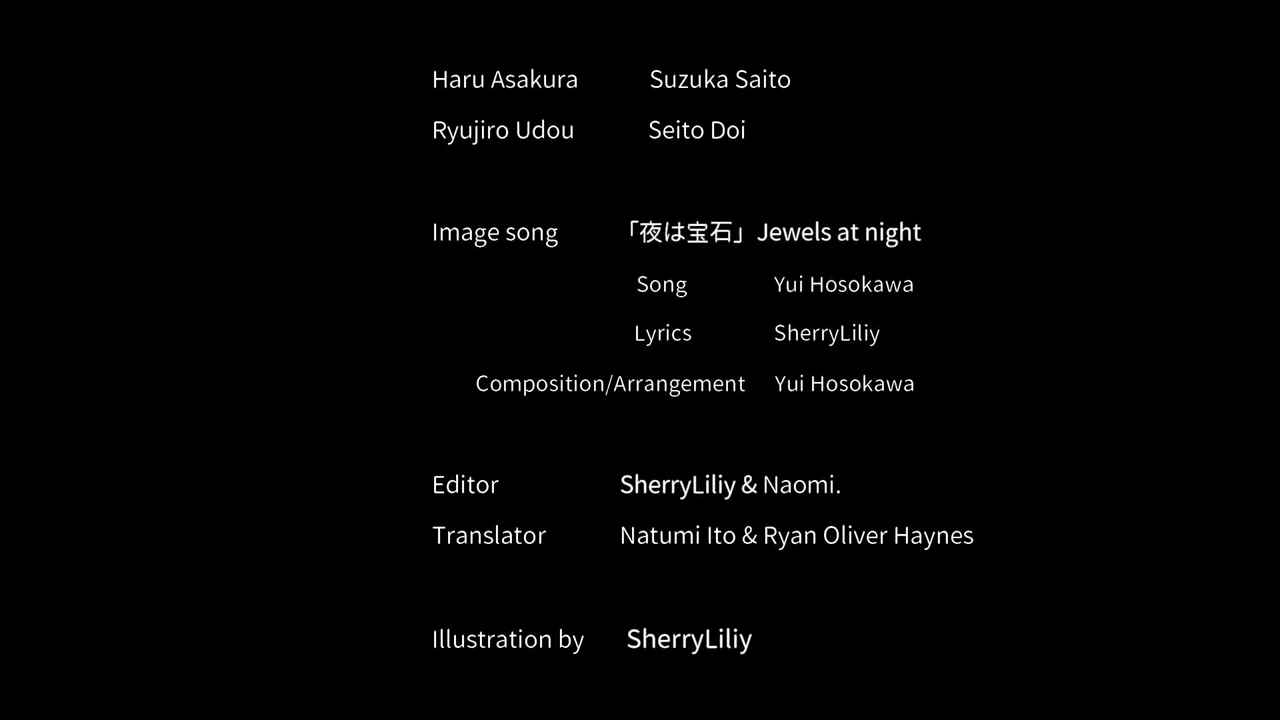 Haru Asakura Suzuka Saito
Ryujiro Udou Seito Doi
Image song 「夜は宝石」Jewels at night
Song Yui Hosokawa
Lyrics SherryLiliy
Composition/Arrangement Yui Hosokawa
Editor SherryLiliy & Naomi.
Translator Natumi Ito & Ryan Oliver Haynes
Illustration by SherryLiliy